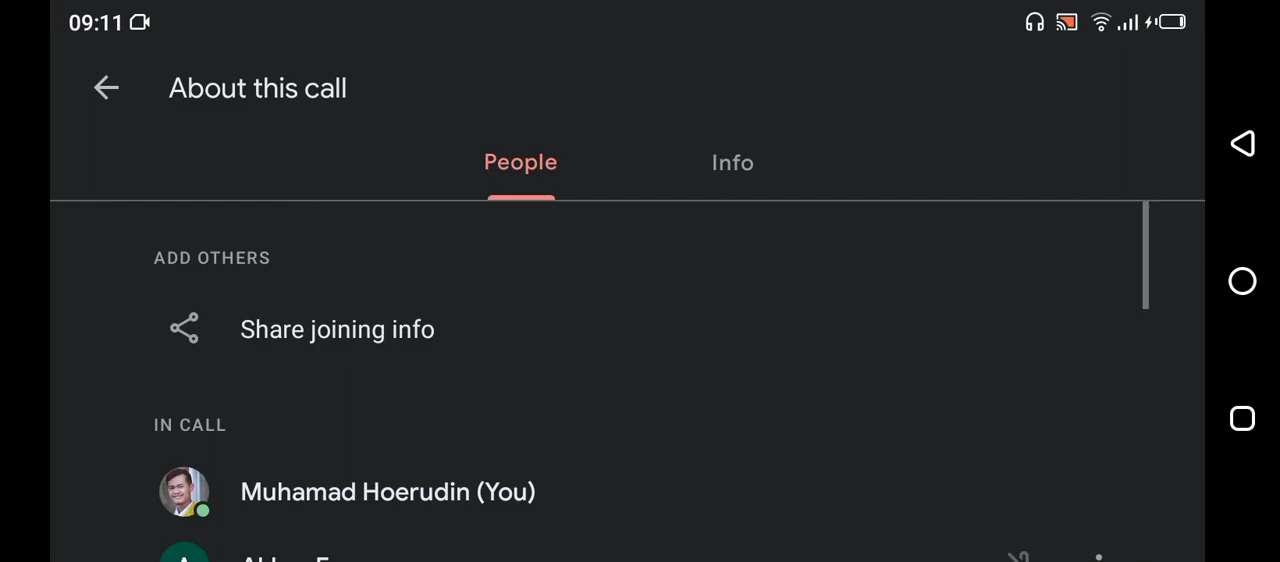 09:11
About this call
People
Info
ADD OTHERS
Share joining info
IN CALL
Muhamad Hoerudin (You)